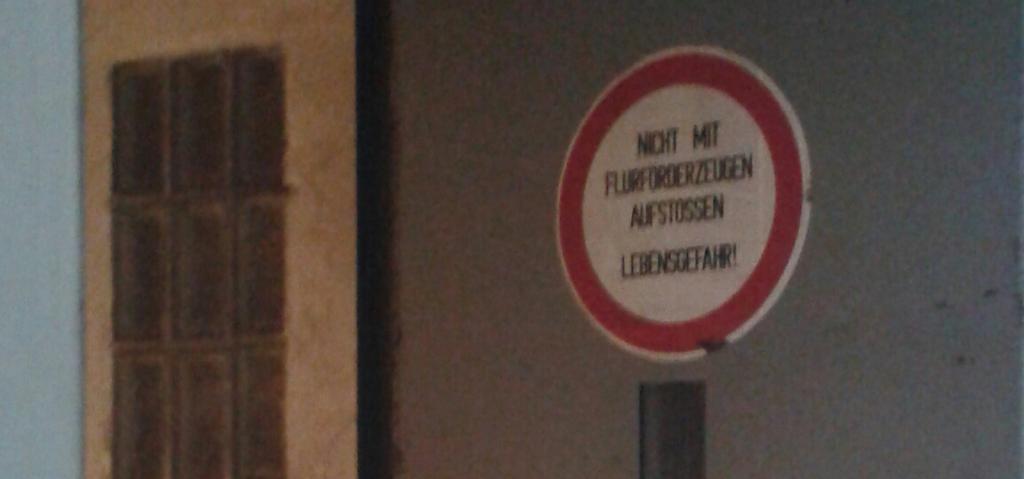 NICHT MIT
FLURFÖRDERZEUGEN
AUFSTOSSEN
LEBENSGEFAHR!